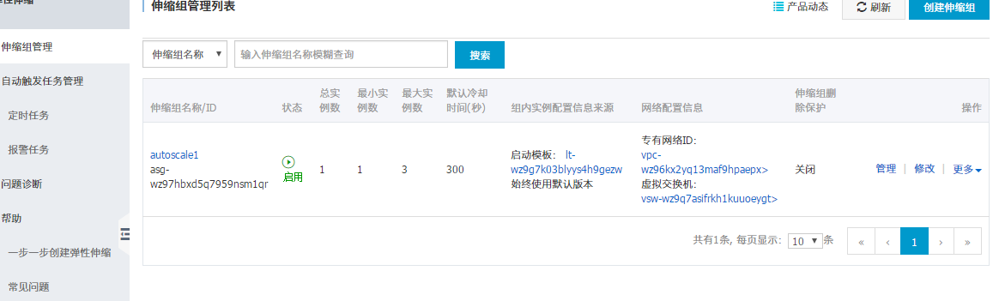 弹性伸缩
伸缩组管理列表
产品动态
刷新
创建伸缩组
伸缩组管理
自动触发任务管理
定时任务
报警任务
问题诊断
帮助
一步一步创建弹性伸缩
常见问题
伸缩组名称
输入伸缩组名称模糊查询
搜索
伸缩组名称/ID
状态
总实
例数
最小实
例数
最大实
例数
默认冷却
时间(秒)
组内实例配置信息来源
网络配置信息
伸缩组删
除保护
操作
autoscale1
asg-
wz97hbxd5q7959nsm1qr
启用
1
1
3
300
启动模板： lt-
wz9g7k03blyys4h9gezw
始终使用默认版本
专有网络ID：
vpc-
wz96kx2yq13maf9hpaepx>
虚拟交换机：
vsw-wz9q7asifrkh1kuuoeygt>
关闭
管理 | 修改 | 更多
共有1条, 每页显示： 10 条
« ‹ 1 › »